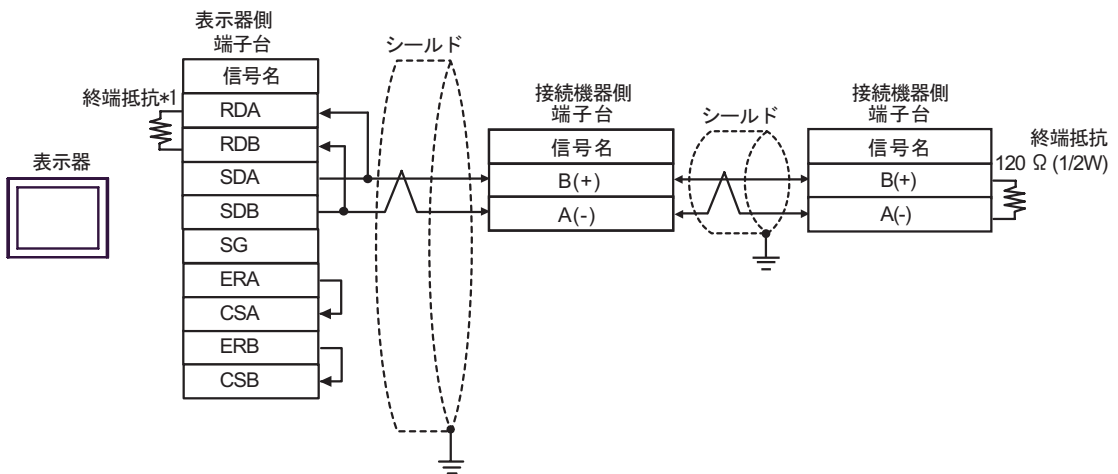 表示器側
端子台
信号名
RDA
RDB
SDA
SDB
SG
ERA
CSA
ERB
CSB
終端抵抗*1
表示器
シールド
接続機器側
端子台
信号名
B(+)
A(-)
シールド
接続機器側
端子台
信号名
B(+)
A(-)
終端抵抗
120 Ω (1/2W)